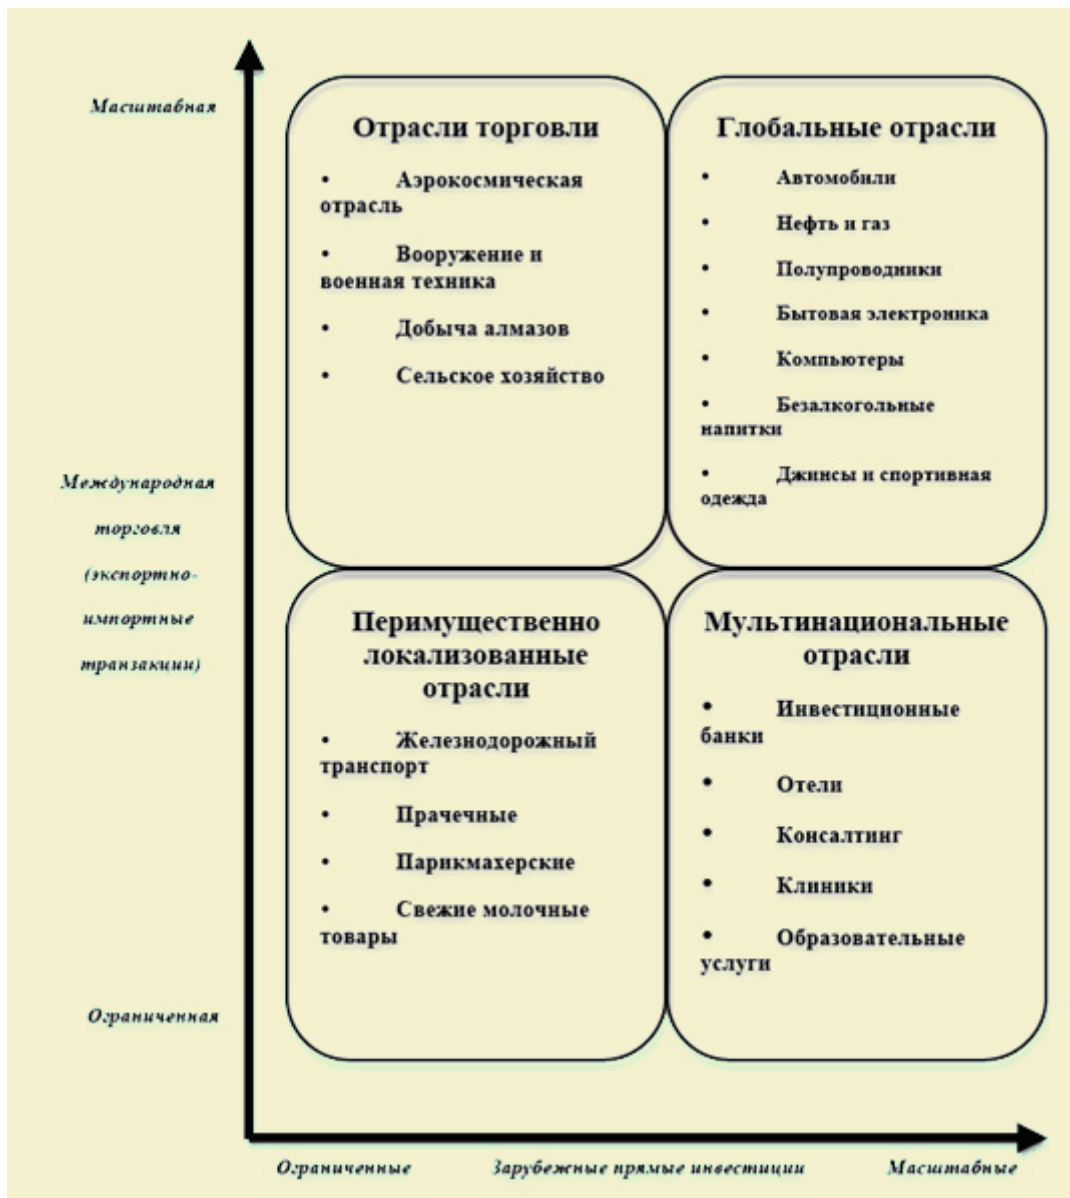 Масштабная
Отрасли торговли
• Аэрокосмическая
отрасль
• Вооружение и
военная техника
• Добыча алмазов
• Сельское хозяйство
Глобальные отрасли
• Автомобили
• Нефть и газ
• Полупроводники
• Бытовая электроника
• Компьютеры
• Безалкогольные
напитки
• Джинсы и спортивная
одежда
Международная
торговля
(экспортно-
импортные
транзакции)
Перимущественно
локализованные
отрасли
• Железнодорожный
транспорт
• Прачечные
• Парикмахерские
• Свежие молочные
товары
Мультинациональные
отрасли
• Инвестиционные
банки
• Отели
• Консалтинг
• Клиники
• Образовательные
услуги
Ограниченная
Ограниченные
Зарубежные прямые инвестиции
Масштабные